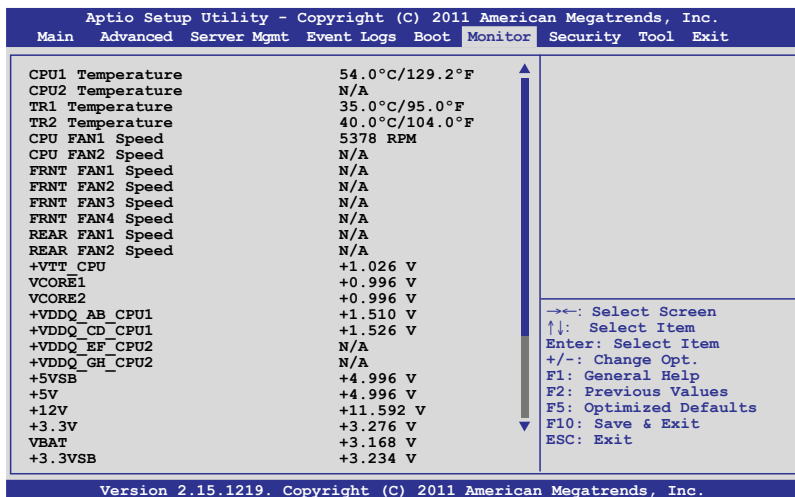 Aptio Setup Utility - Copyright (C) 2011 American Megatrends, Inc.
Main Advanced Server Mgmt Event Logs Boot Monitor Security Tool Exit
CPU1 Temperature 54.0°C/129.2°F
CPU2 Temperature N/A
TR1 Temperature 35.0°C/95.0°F
TR2 Temperature 40.0°C/104.0°F
CPU FAN1 Speed 5378 RPM
CPU FAN2 Speed N/A
FRNT FAN1 Speed N/A
FRNT FAN2 Speed N/A
FRNT FAN3 Speed N/A
FRNT FAN4 Speed N/A
REAR FAN1 Speed N/A
REAR FAN2 Speed N/A
+VTT_CPU +1.026 V
VCORE1 +0.996 V
VCORE2 +0.996 V
+VDDQ_AB_CPU1 +1.510 V
+VDDQ_CD_CPU1 +1.526 V
+VDDQ_EF_CPU2 N/A
+VDDQ_GH_CPU2 N/A
+5VSB +4.996 V
+5V +4.996 V
+12V +11.592 V
+3.3V +3.276 V
VBAT +3.168 V
+3.3VSB +3.234 V
→←: Select Screen
↑↓: Select Item
Enter: Select Item
+/-: Change Opt.
F1: General Help
F2: Previous Values
F5: Optimized Defaults
F10: Save & Exit
ESC: Exit
Version 2.15.1219. Copyright (C) 2011 American Megatrends, Inc.